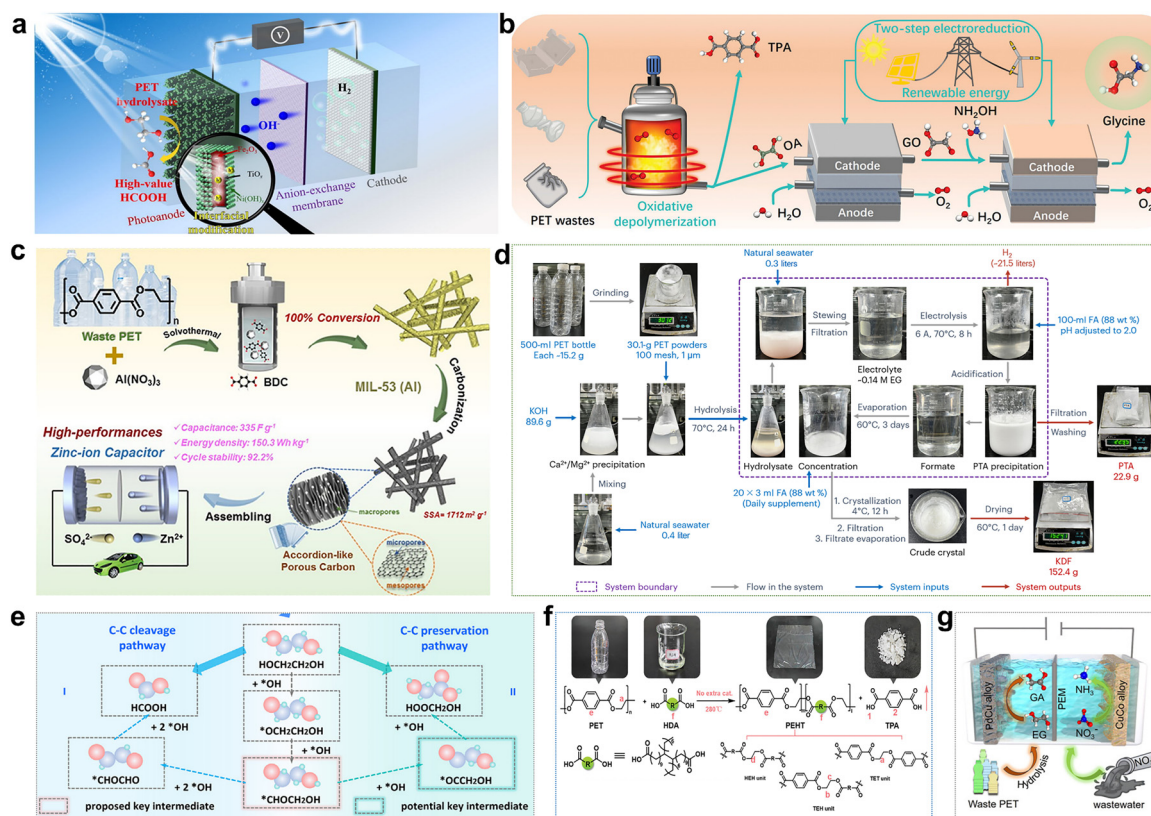 a
V
PET
hydrolysate
OH-
H2
High-value
HCOOH
Fe2O3
TiOx
Ni(OH)x
Interfacial
modification
Photoanode
Anion-exchange
membrane
Cathode
b
PET wastes
Oxidative
depolymerization
TPA
Two-step electroreduction
Renewable energy
OA
GO
NH2OH
Glycine
Cathode
Anode
H2O
O2
Cathode
Anode
H2O
O2
c
n
Waste PET
+
Al(NO3)3
Solvothermal
BDC
100% Conversion
MIL-53 (Al)
Carbonization
High-performances
Zinc-ion Capacitor
✓Capacitance: 335 F g-1
✓Energy density: 150.3 Wh kg-1
✓Cycle stability: 92.2%
SO42-
Zn2+
Assembling
macropores
SSA= 1712 m2 g-1
Accordion-like
Porous Carbon
micropores
mesopores
d
500-ml PET bottle
Each ~15.2 g
Grinding
30.1-g PET powders
100 mesh, 1 μm
KOH
89.6 g
Ca2+/Mg2+ precipitation
Mixing
Natural seawater
0.4 liter
Hydrolysis
70°C, 24 h
Natural seawater
0.3 liters
Stewing
Filtration
Electrolyte
~0.14 M EG
Electrolysis
6 A, 70°C, 8 h
H2
(~21.5 liters)
100-ml FA (88 wt %)
pH adjusted to 2.0
Acidification
Hydrolysate
Concentration
Evaporation
60°C, 3 days
Formate
PTA precipitation
Filtration
Washing
PTA
22.9 g
20 × 3 ml FA (88 wt %)
(Daily supplement)
1. Crystallization
4°C, 12 h
2. Filtration
3. Filtrate evaporation
Crude crystal
Drying
60°C, 1 day
KDF
152.4 g
System boundary
Flow in the system
System inputs
System outputs
e
C-C cleavage
pathway
C-C preservation
pathway
I
II
HOCH2CH2OH
+ *OH
HCOOH
HOOCH2OH
+ 2 *OH
*OCH2CH2OH
+ *OH
+ *OH
*CHOCHO
*OCCH2OH
+ 2 *OH
*CHOCH2OH
+ *OH
proposed key intermediate
potential key intermediate
f
PET
+
HDA
No extra cat.
280℃
PEHT
+
TPA
HEH unit
TET unit
TEH unit
g
PdCu alloy
GA
EG
PEM
NH3
NO3-
CuCo alloy
Hydrolysis
Waste PET
NO
wastewater